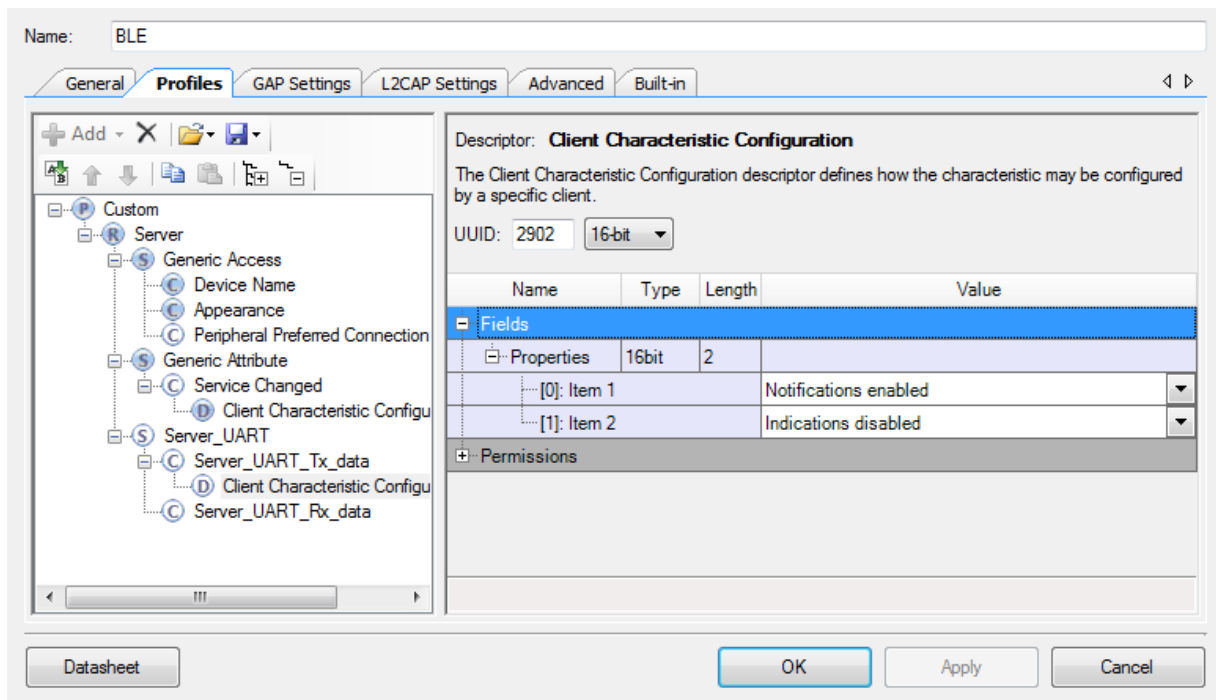 Name: BLE
General Profiles GAP Settings L2CAP Settings Advanced Built-in
Add
Descriptor: Client Characteristic Configuration
The Client Characteristic Configuration descriptor defines how the characteristic may be configured
by a specific client.
UUID: 2902 16-bit
P Custom
R Server
S Generic Access
C Device Name
C Appearance
C Peripheral Preferred Connection
S Generic Attribute
C Service Changed
D Client Characteristic Configu
S Server_UART
C Server_UART_Tx_data
D Client Characteristic Configu
C Server_UART_Rx_data
Name Type Length Value
Fields
Properties 16bit 2
[0]: Item 1 Notifications enabled
[1]: Item 2 Indications disabled
Permissions
Datasheet OK Apply Cancel